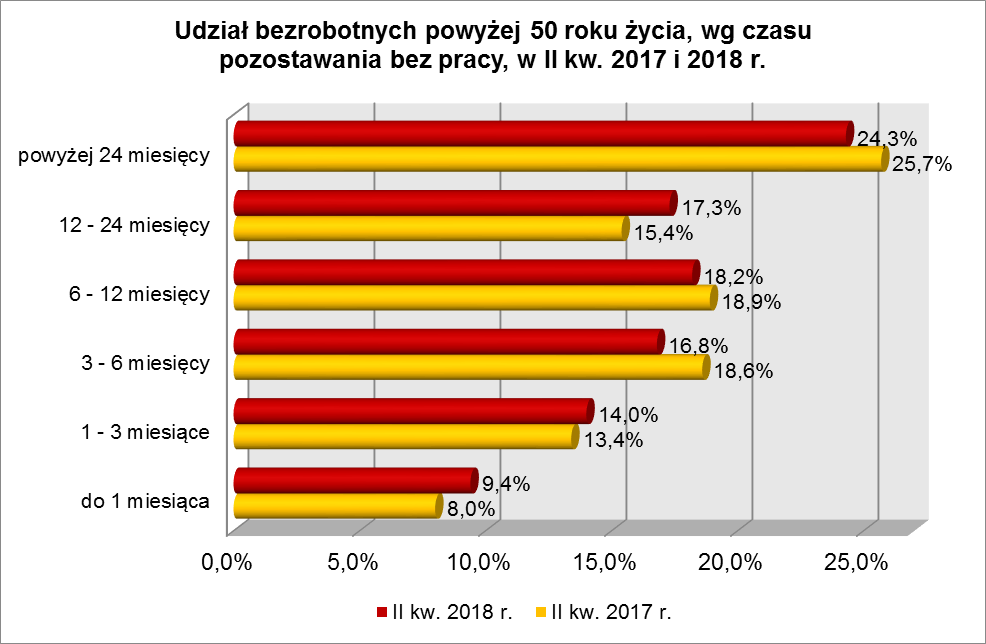 Udział bezrobotnych powyżej 50 roku życia, wg czasu
pozostawania bez pracy, w II kw. 2017 i 2018 r.
powyżej 24 miesięcy
24,3%
25,7%
12 - 24 miesięcy
17,3%
15,4%
6 - 12 miesięcy
18,2%
18,9%
3 - 6 miesięcy
16,8%
18,6%
1 - 3 miesiące
14,0%
13,4%
do 1 miesiąca
9,4%
8,0%
0,0% 5,0% 10,0% 15,0% 20,0% 25,0%
II kw. 2018 r. II kw. 2017 r.